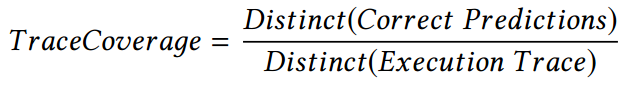 TraceCoverage = Distinct(Correct Predictions) / Distinct(Execution Trace)